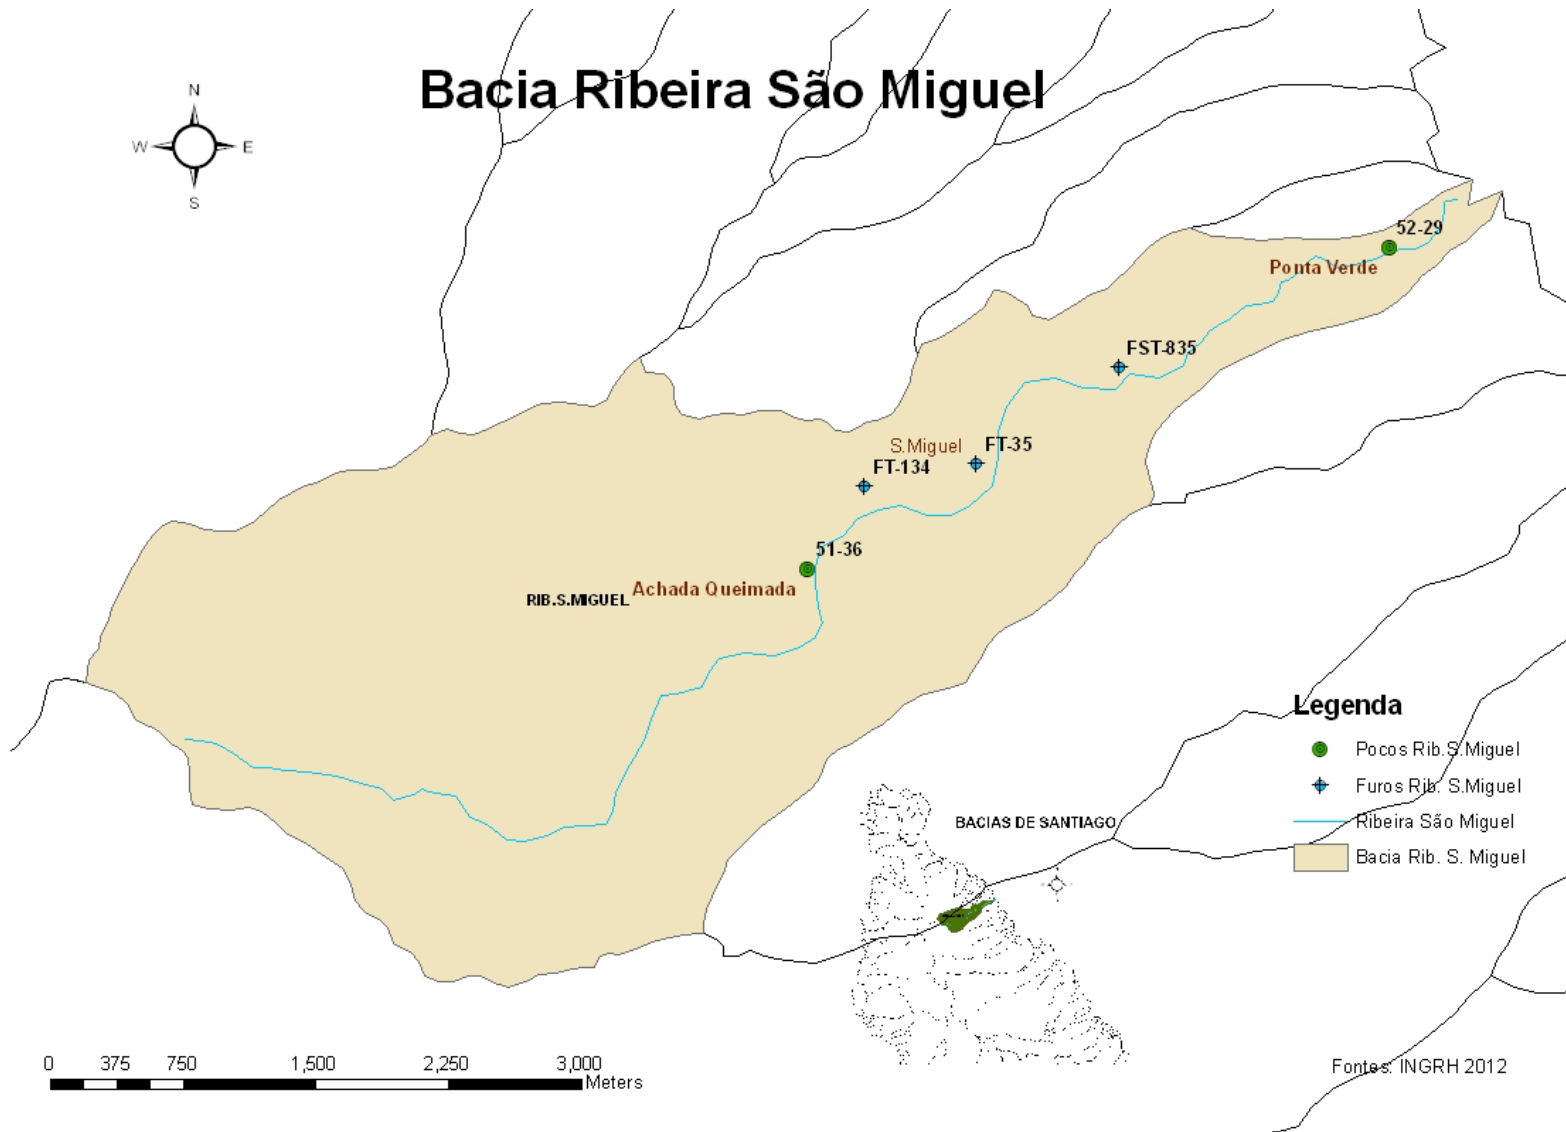 Bacia Ribeira São Miguel
N
W E
S
52-29
Ponta Verde
FST-835
S.Miguel FT-35
FT-134
51-36
Achada Queimada
RIB.S.MIGUEL
Legenda
Pocos Rib.S.Miguel
Furos Rib. S.Miguel
Ribeira São Miguel
Bacia Rib. S. Miguel
BACIAS DE SANTIAGO
0 375 750 1,500 2,250 3,000
Meters
Fontes: INGRH 2012